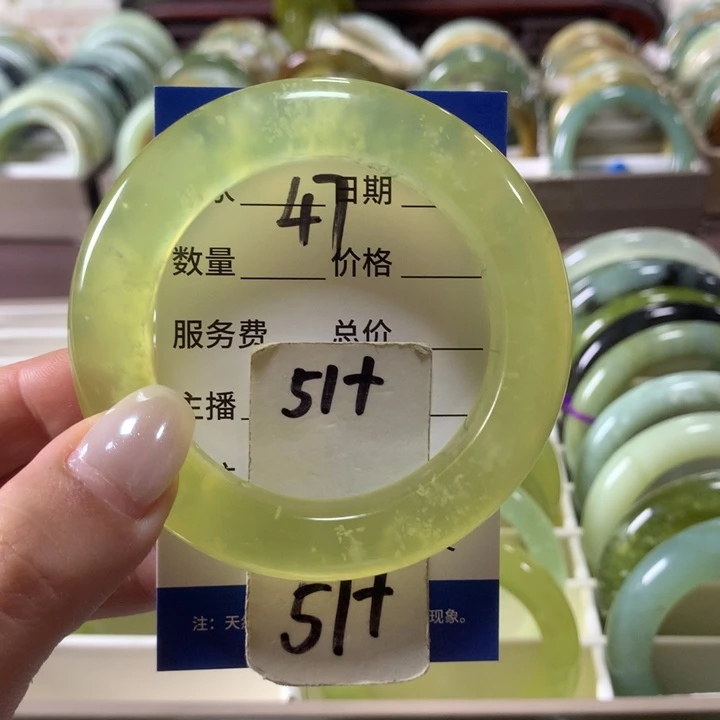 47
日期
数量 价格
服务费 总价
主播
51+
51+
注：天 现象。